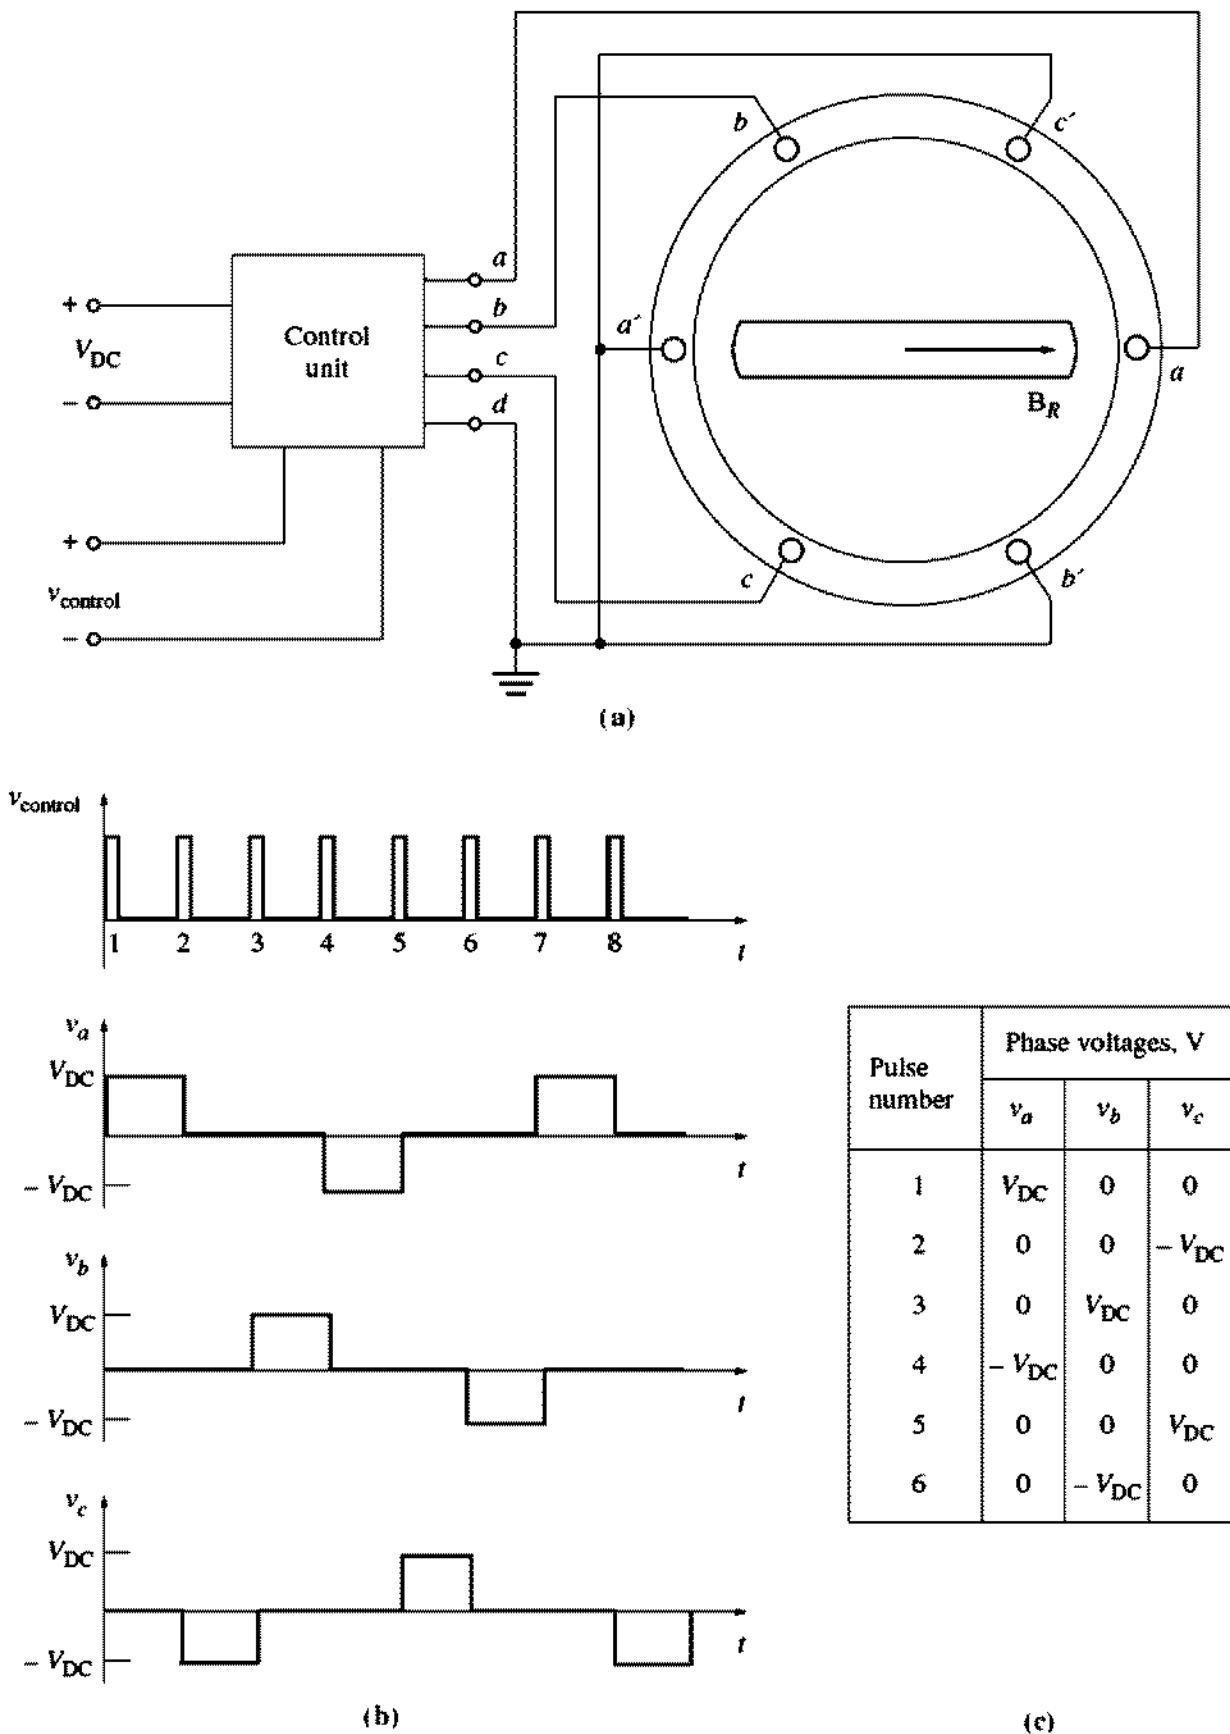 a
b
c
d
+
V_DC
−
Control
unit
+
v_control
−
b
c´
a´
a
B_R
c
b´
(a)
v_control
1 2 3 4 5 6 7 8
t
v_a
V_DC
− V_DC
t
v_b
V_DC
− V_DC
t
v_c
V_DC
− V_DC
t
(b)
Pulse
number
Phase voltages, V
v_a v_b v_c
1 V_DC 0 0
2 0 0 − V_DC
3 0 V_DC 0
4 − V_DC 0 0
5 0 0 V_DC
6 0 − V_DC 0
(c)